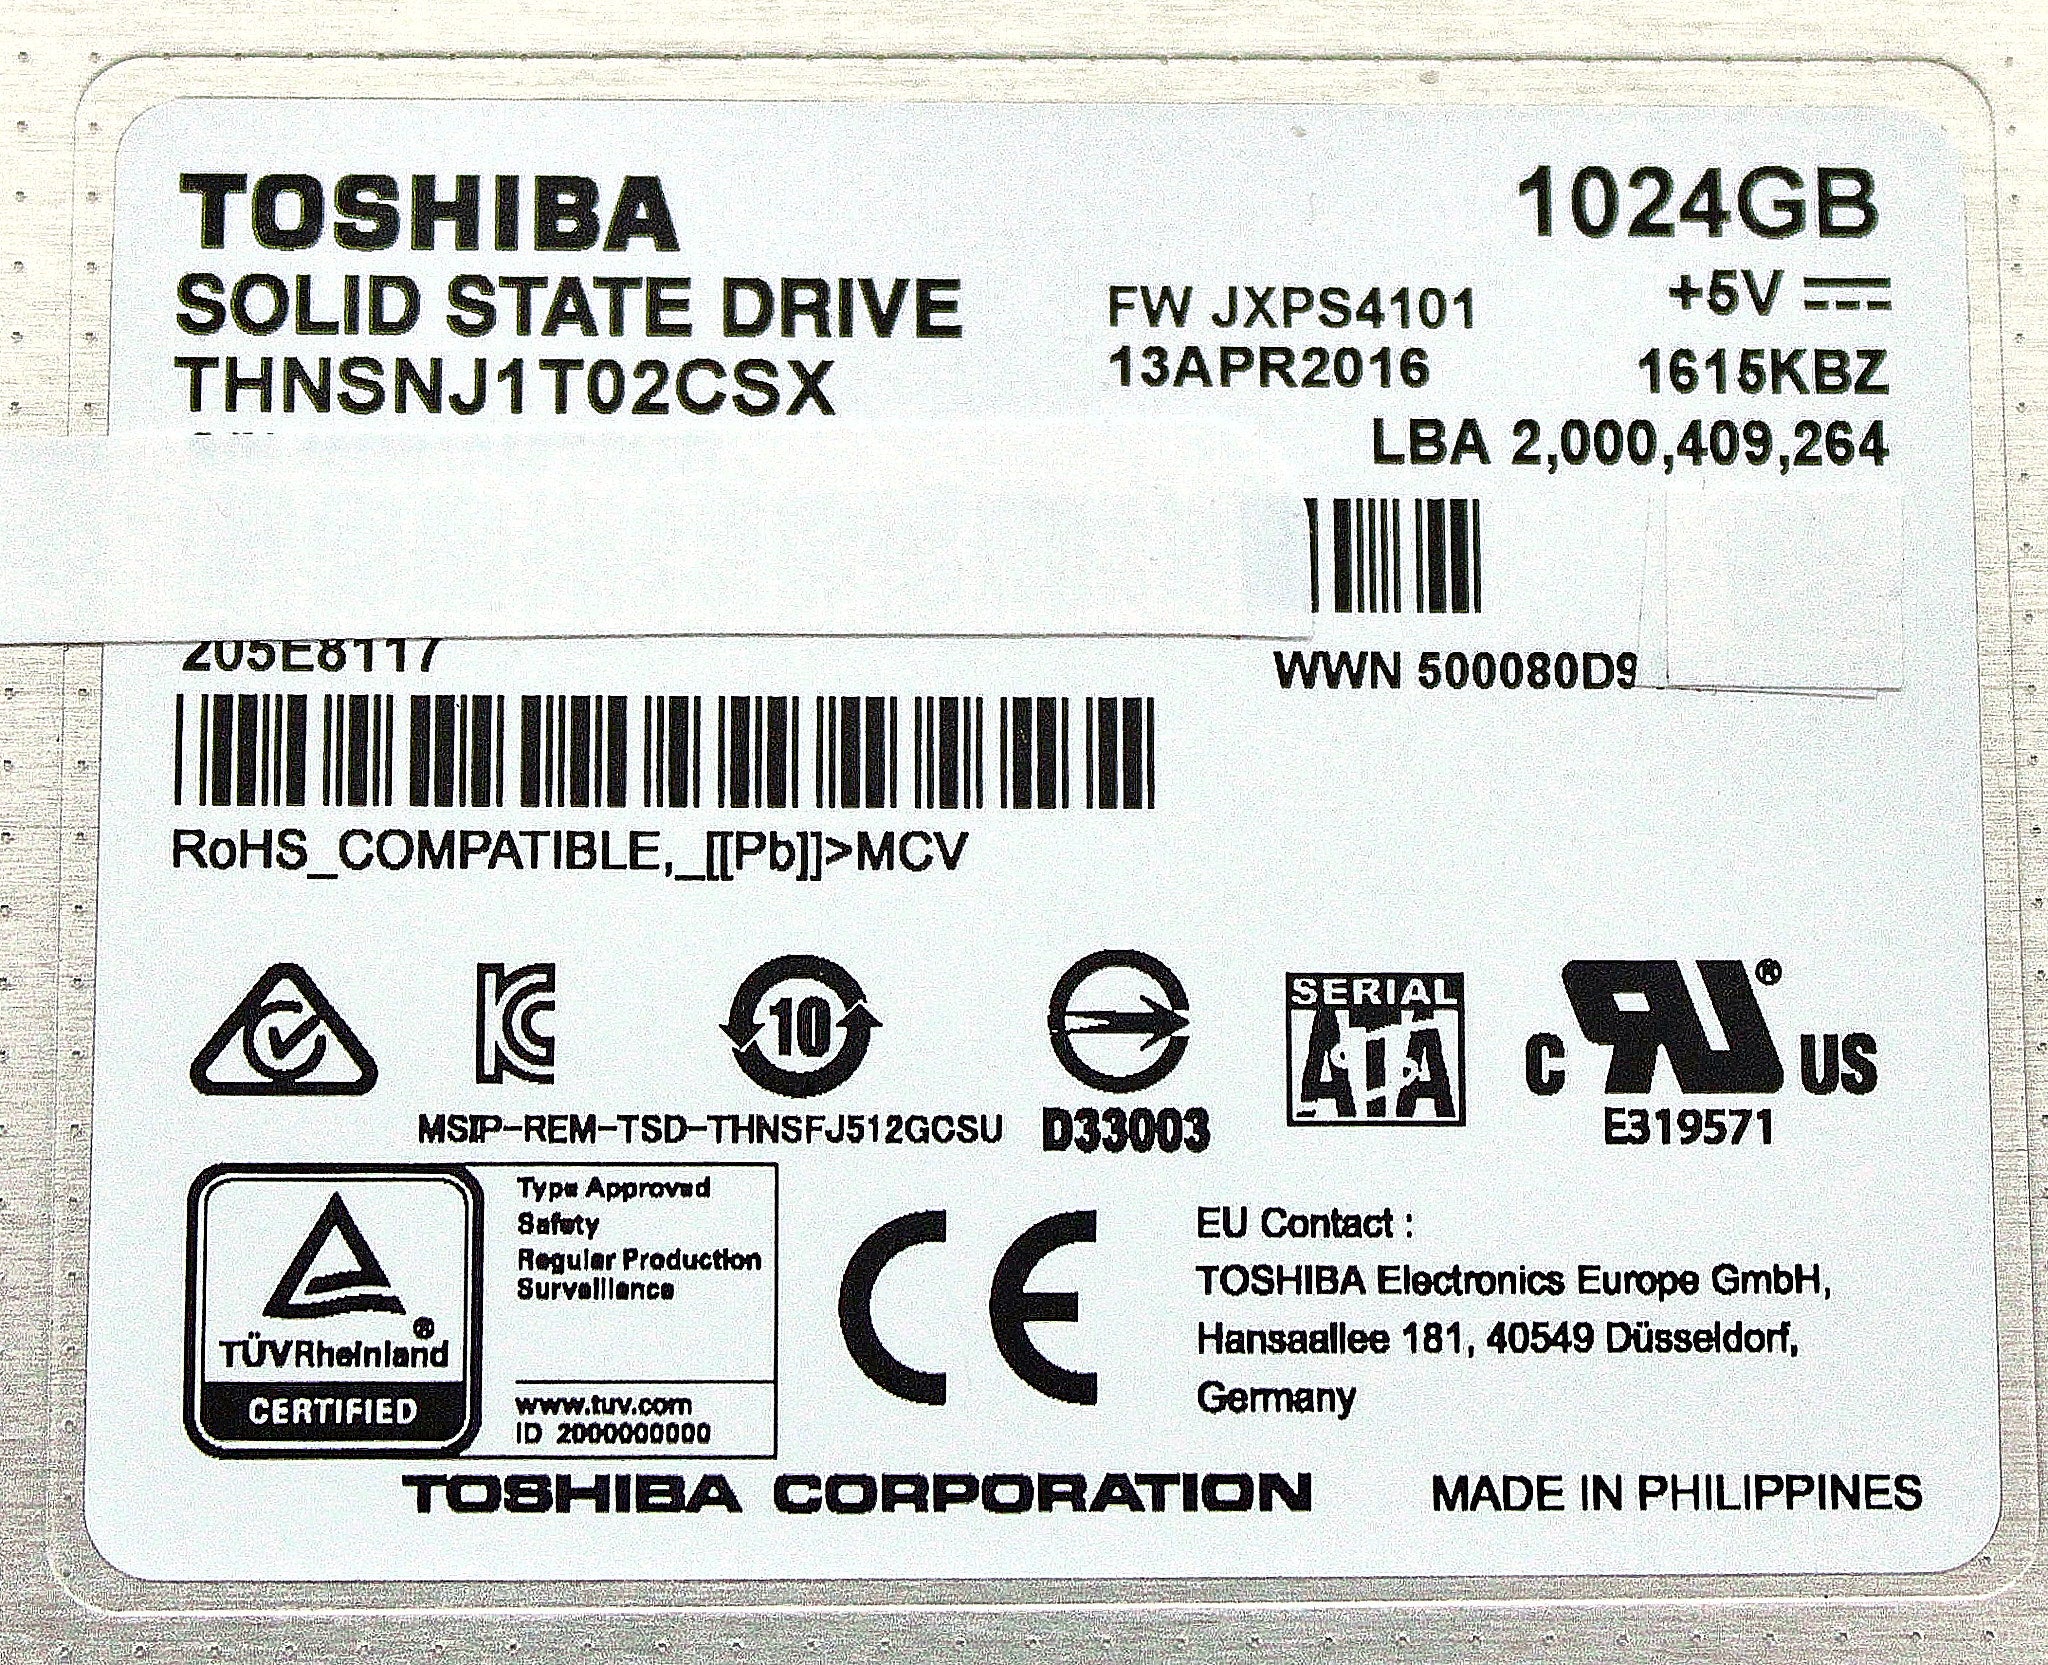 TOSHIBA
1024GB
SOLID STATE DRIVE
FW JXPS4101
+5V
THNSNJ1T02CSX
13APR2016
1615KBZ
LBA 2,000,409,264
205E8117
WWN 500080D9
RoHS_COMPATIBLE,_[[Pb]]>MCV
10
SERIAL
ATA
c RU® US
MSIP-REM-TSD-THNSFJ512GCSU
D33003
E319571
TÜVRheinland®
CERTIFIED
Type Approved
Safety
Regular Production
Surveillance
www.tuv.com
ID 2000000000
CE
EU Contact :
TOSHIBA Electronics Europe GmbH,
Hansaallee 181, 40549 Düsseldorf,
Germany
TOSHIBA CORPORATION
MADE IN PHILIPPINES